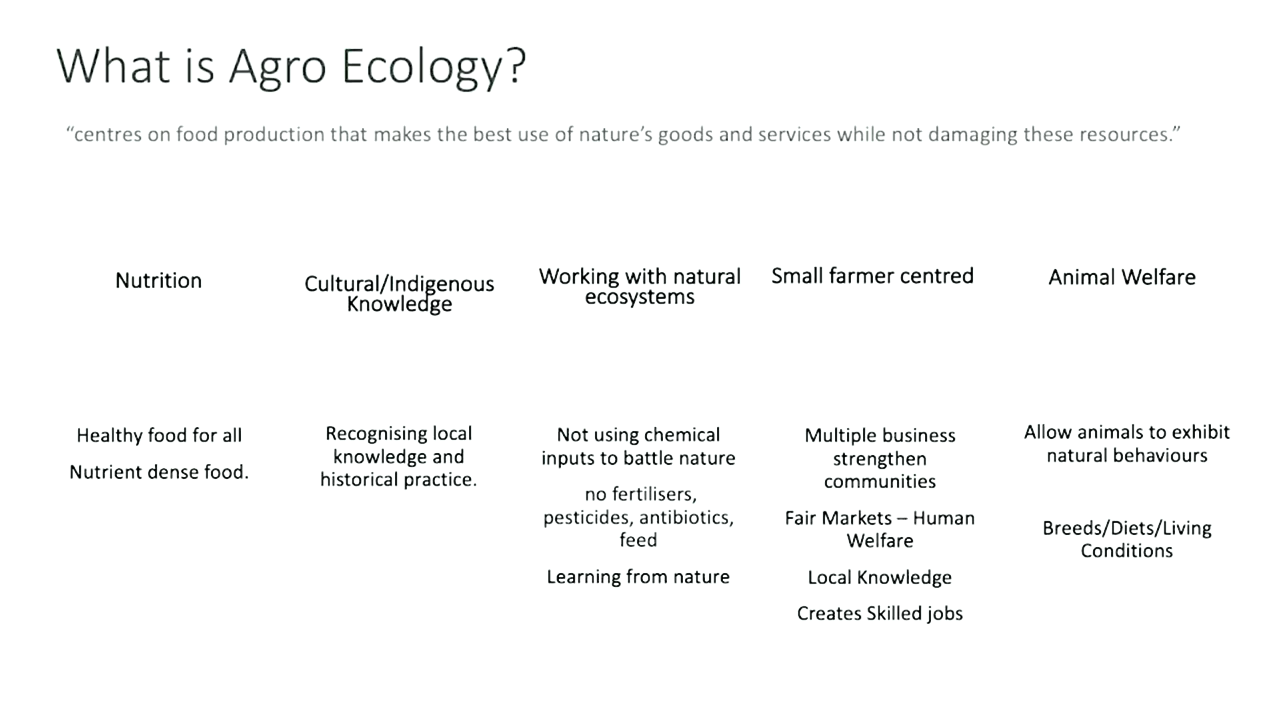 What is Agro Ecology?
“centres on food production that makes the best use of nature’s goods and services while not damaging these resources.”
Nutrition
Healthy food for all
Nutrient dense food.
Cultural/Indigenous
Knowledge
Recognising local
knowledge and
historical practice.
Working with natural
ecosystems
Not using chemical
inputs to battle nature
no fertilisers,
pesticides, antibiotics,
feed
Learning from nature
Small farmer centred
Multiple business
strengthen
communities
Fair Markets – Human
Welfare
Local Knowledge
Creates Skilled jobs
Animal Welfare
Allow animals to exhibit
natural behaviours
Breeds/Diets/Living
Conditions